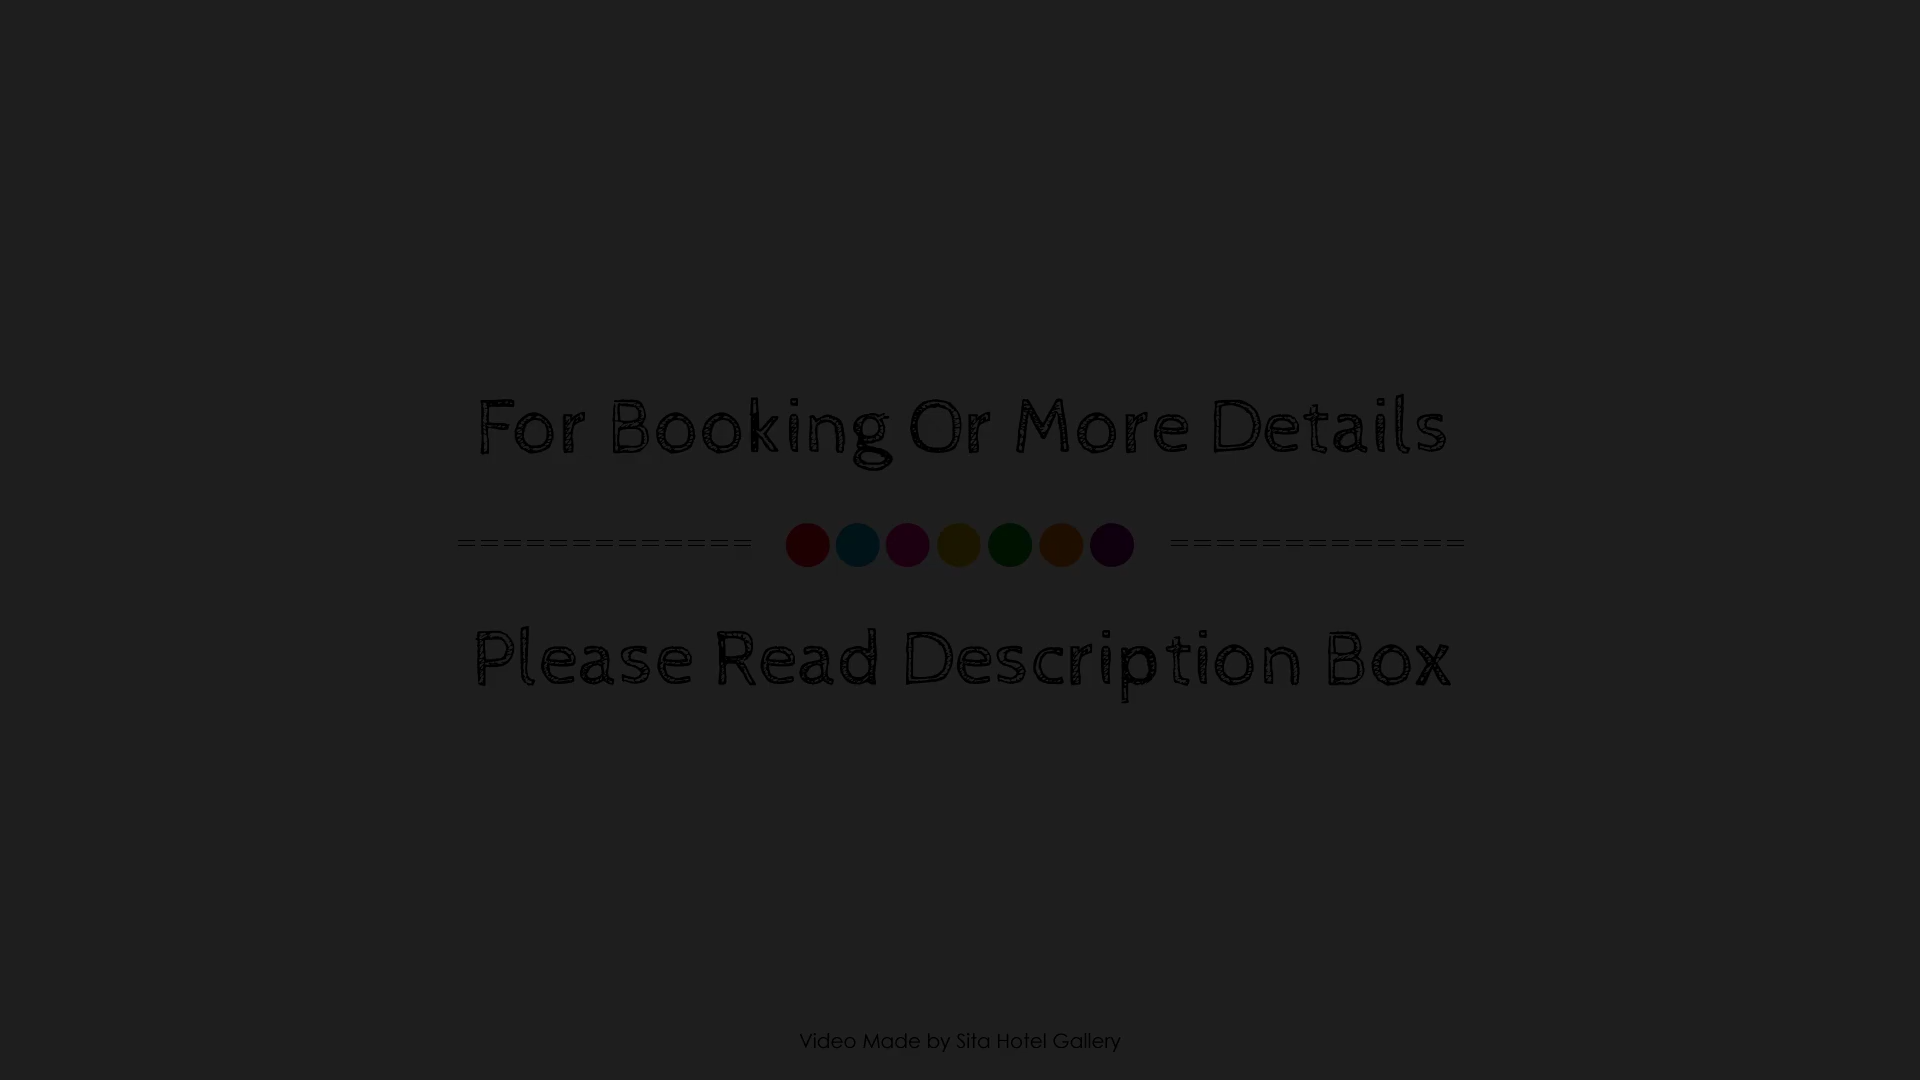 For Booking Or More Details
============= =============
Please Read Description Box
Video Made by Sita Hotel Gallery